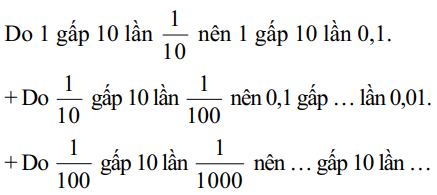 Do 1 gấp 10 lần 1/10 nên 1 gấp 10 lần 0,1.
+ Do 1/10 gấp 10 lần 1/100 nên 0,1 gấp … lần 0,01.
+ Do 1/100 gấp 10 lần 1/1000 nên … gấp 10 lần …